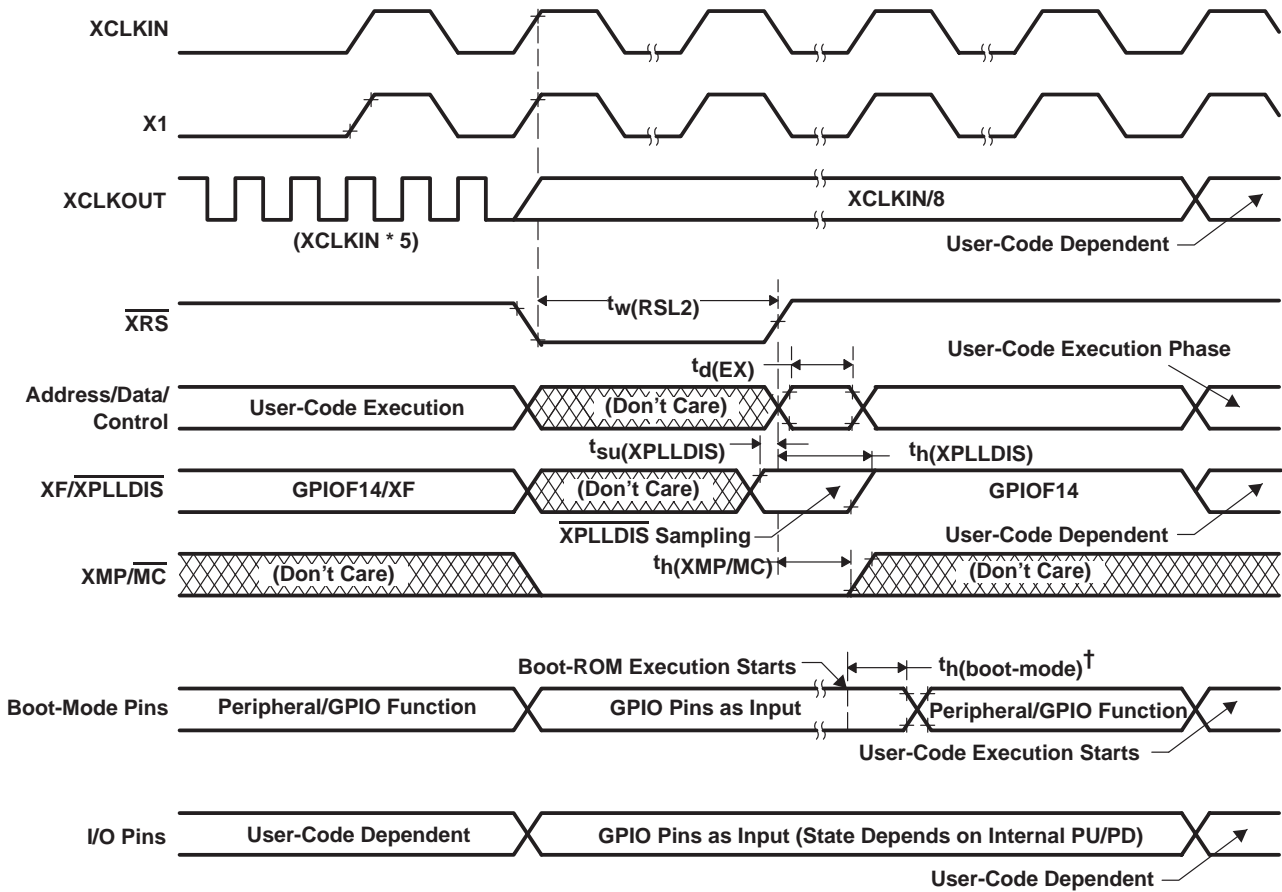 XCLKIN
X1
XCLKOUT
XCLKIN/8
(XCLKIN * 5)
User-Code Dependent
tw(RSL2)
XRS
User-Code Execution Phase
td(EX)
Address/Data/
Control
User-Code Execution
(Don't Care)
tsu(XPLLDIS)
th(XPLLDIS)
XF/XPLLDIS
GPIOF14/XF
(Don't Care)
GPIOF14
XPLLDIS Sampling
User-Code Dependent
th(XMP/MC)
XMP/MC
(Don't Care)
(Don't Care)
Boot-ROM Execution Starts
th(boot-mode)†
Boot-Mode Pins
Peripheral/GPIO Function
GPIO Pins as Input
Peripheral/GPIO Function
User-Code Execution Starts
I/O Pins
User-Code Dependent
GPIO Pins as Input (State Depends on Internal PU/PD)
User-Code Dependent